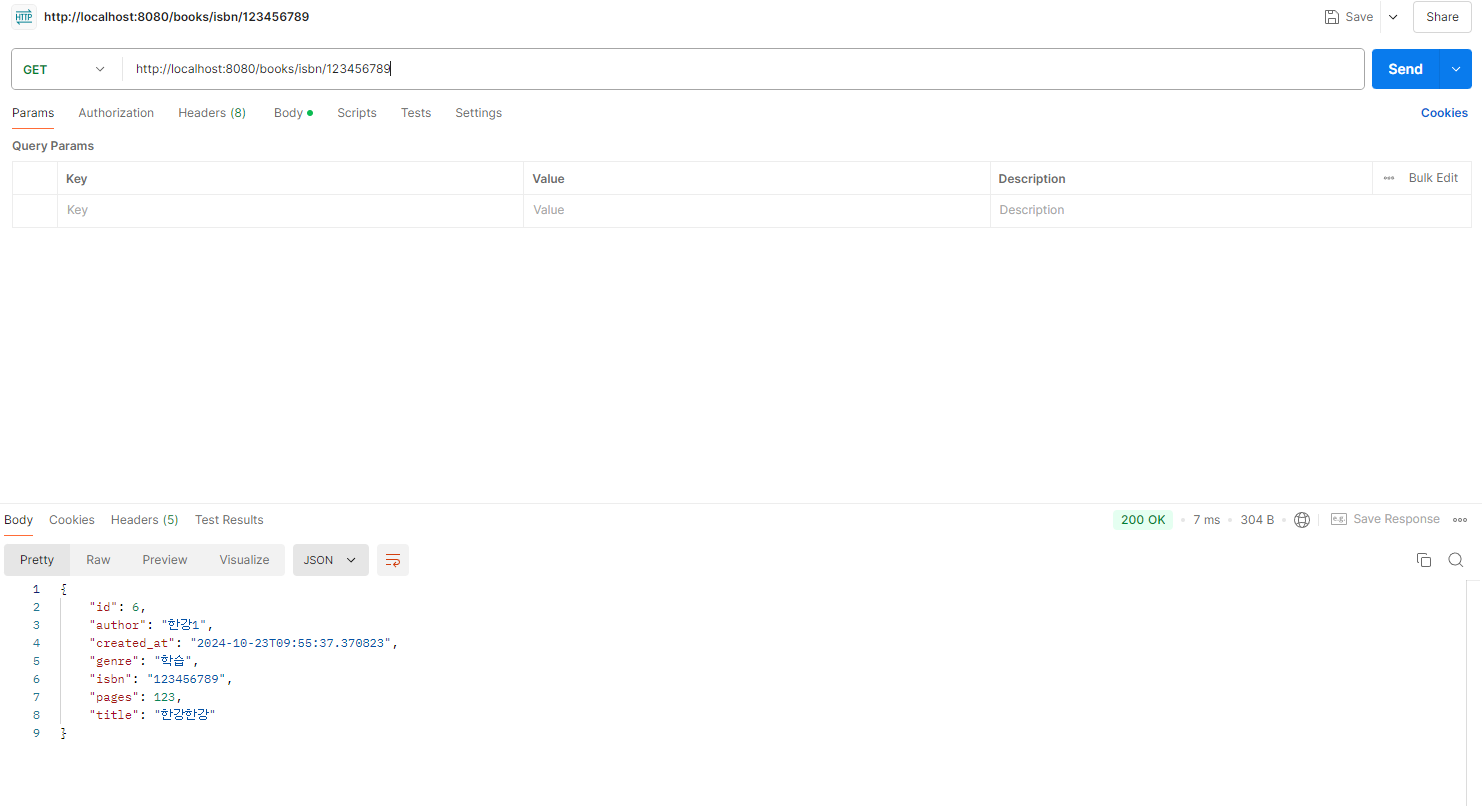 HTTP http://localhost:8080/books/isbn/123456789 Save Share
GET http://localhost:8080/books/isbn/123456789 Send
Params Authorization Headers (8) Body Scripts Tests Settings Cookies
Query Params
Key Value Description Bulk Edit
Key Value Description
Body Cookies Headers (5) Test Results 200 OK 7 ms 304 B e.g. Save Response
Pretty Raw Preview Visualize JSON
1 {
2 "id": 6,
3 "author": "한강1",
4 "created_at": "2024-10-23T09:55:37.370823",
5 "genre": "학습",
6 "isbn": "123456789",
7 "pages": 123,
8 "title": "한강한강"
9 }